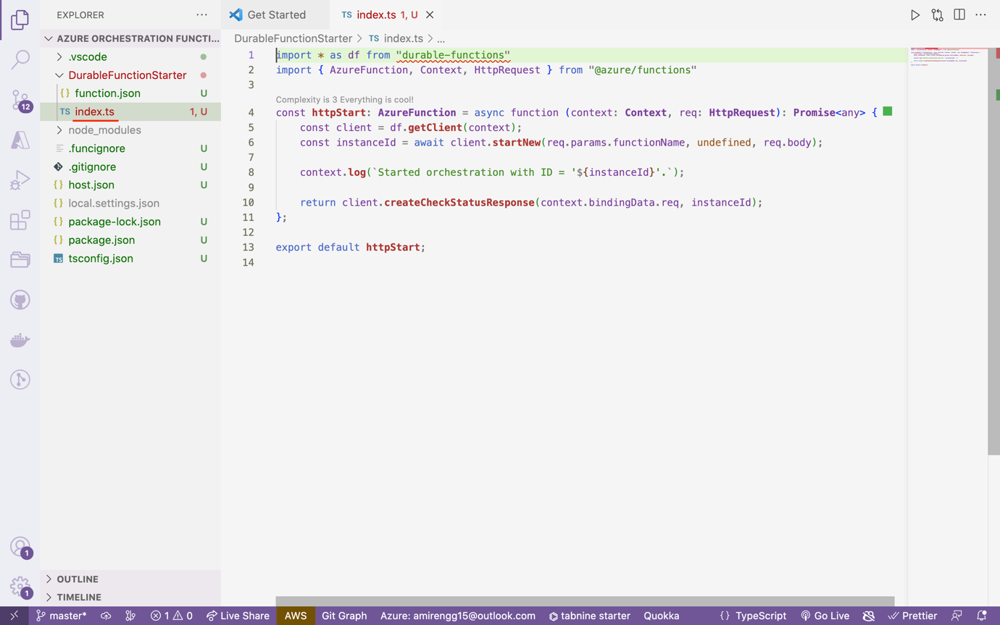 EXPLORER
AZURE ORCHESTRATION FUNCTI...
.vscode
DurableFunctionStarter
{} function.json U
TS index.ts 1, U
node_modules
.funcignore U
.gitignore U
{} host.json U
{} local.settings.json
{} package-lock.json U
{} package.json U
TS tsconfig.json U
OUTLINE
TIMELINE
12
1
1
Get Started
TS index.ts 1, U
DurableFunctionStarter > TS index.ts > ...
1 import * as df from "durable-functions"
2 import { AzureFunction, Context, HttpRequest } from "@azure/functions"
3
Complexity is 3 Everything is cool!
4 const httpStart: AzureFunction = async function (context: Context, req: HttpRequest): Promise<any> {
5 const client = df.getClient(context);
6 const instanceId = await client.startNew(req.params.functionName, undefined, req.body);
7
8 context.log(`Started orchestration with ID = '${instanceId}'.`);
9
10 return client.createCheckStatusResponse(context.bindingData.req, instanceId);
11 };
12
13 export default httpStart;
14
master* 1 0 Live Share AWS Git Graph Azure: amirengg15@outlook.com tabnine starter Quokka {} TypeScript Go Live Prettier